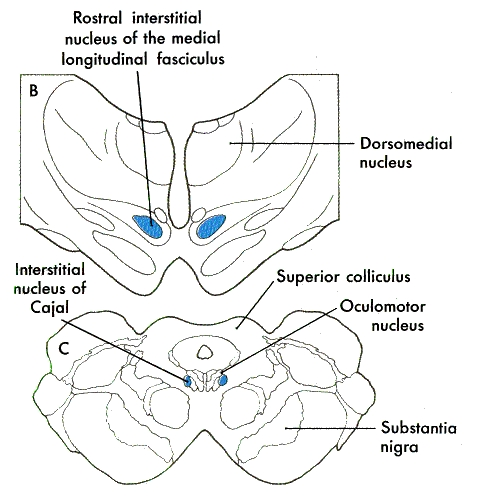 Rostral interstitial
nucleus of the medial
longitudinal fasciculus
B
Dorsomedial
nucleus
Interstitial
nucleus of
Cajal
Superior colliculus
Oculomotor
nucleus
C
Substantia
nigra